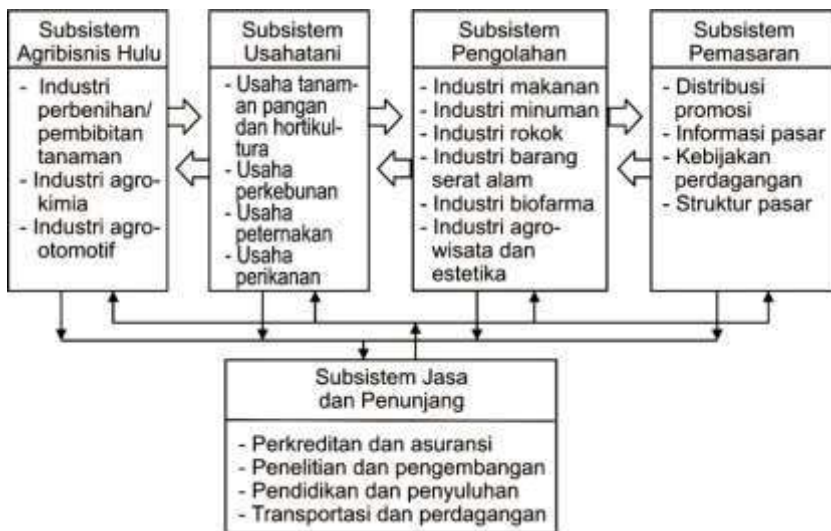 Subsistem
Agribisnis Hulu
- Industri
perbenihan/
pembibitan
tanaman
- Industri agro-
kimia
- Industri agro-
otomotif
Subsistem
Usahatani
- Usaha tanam-
an pangan
dan hortikul-
tura
- Usaha
perkebunan
- Usaha
peternakan
- Usaha
perikanan
Subsistem
Pengolahan
- Industri makanan
- Industri minuman
- Industri rokok
- Industri barang
serat alam
- Industri biofarma
- Industri agro-
wisata dan
estetika
Subsistem
Pemasaran
- Distribusi
promosi
- Informasi pasar
- Kebijakan
perdagangan
- Struktur pasar
Subsistem Jasa
dan Penunjang
- Perkreditan dan asuransi
- Penelitian dan pengembangan
- Pendidikan dan penyuluhan
- Transportasi dan perdagangan